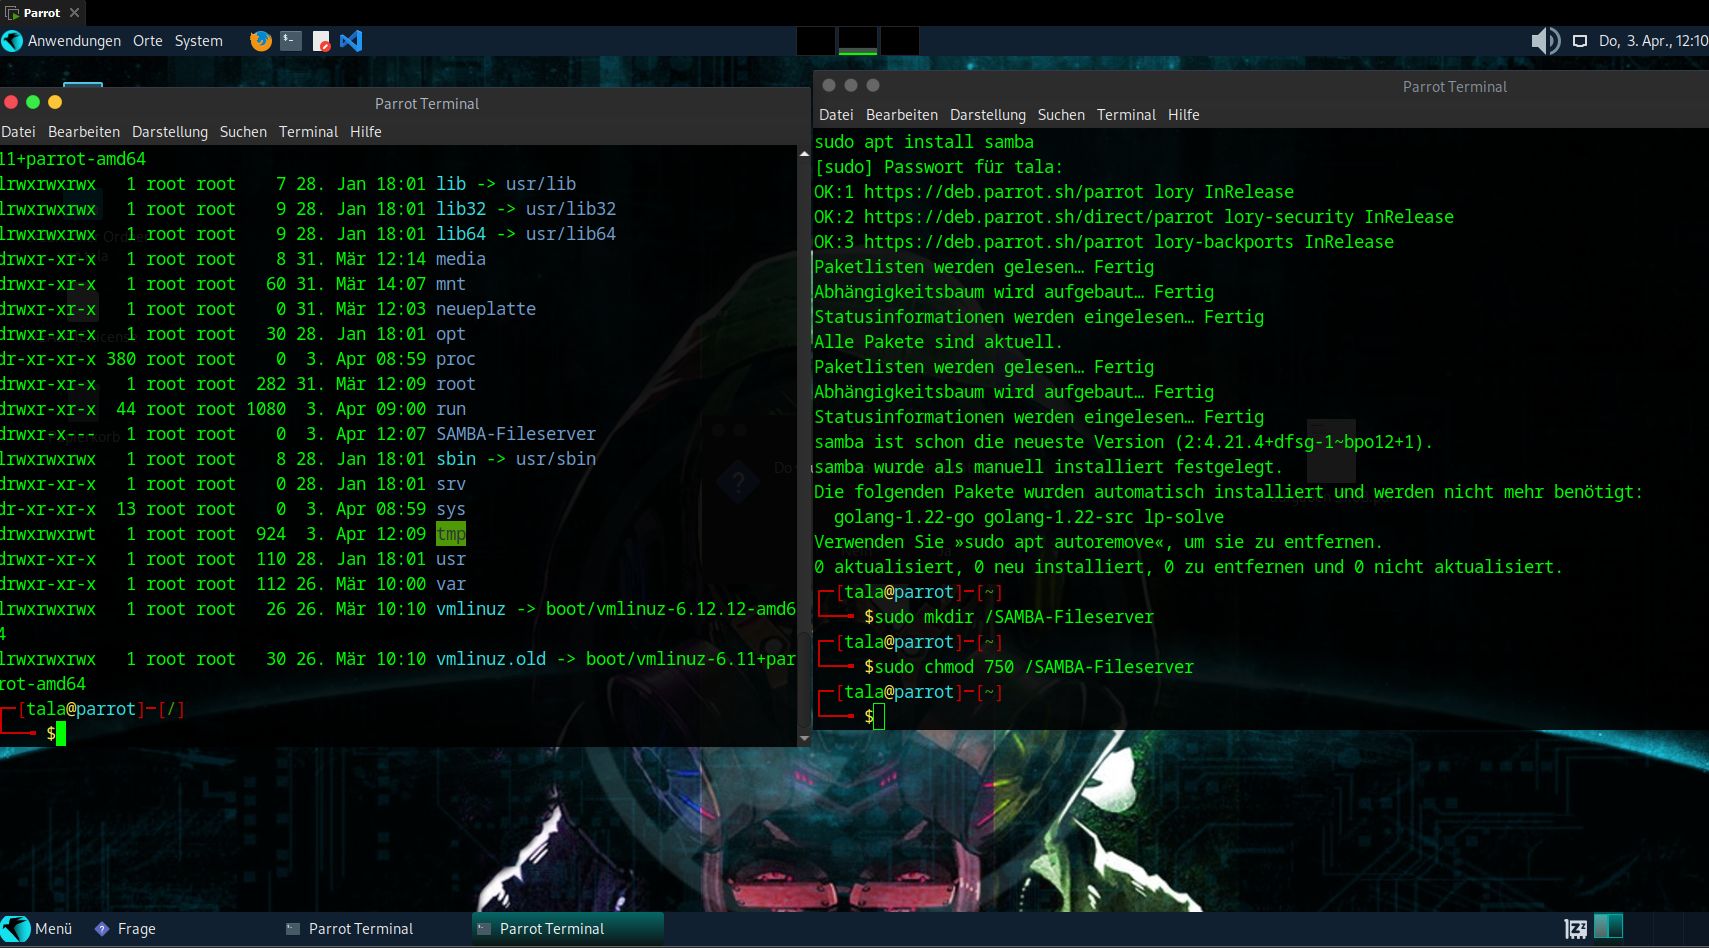 Parrot
Anwendungen Orte System
Do, 3. Apr., 12:10
Parrot Terminal
Datei Bearbeiten Darstellung Suchen Terminal Hilfe
11+parrot-amd64
lrwxrwxrwx 1 root root 7 28. Jan 18:01 lib -> usr/lib
lrwxrwxrwx 1 root root 9 28. Jan 18:01 lib32 -> usr/lib32
lrwxrwxrwx 1 root root 9 28. Jan 18:01 lib64 -> usr/lib64
drwxr-xr-x 1 root root 8 31. Mär 12:14 media
drwxr-xr-x 1 root root 60 31. Mär 14:07 mnt
drwxr-xr-x 1 root root 0 31. Mär 12:03 neueplatte
drwxr-xr-x 1 root root 30 28. Jan 18:01 opt
dr-xr-xr-x 380 root root 0 3. Apr 08:59 proc
drwxr-xr-x 1 root root 282 31. Mär 12:09 root
drwxr-xr-x 44 root root 1080 3. Apr 09:00 run
drwxr-x--- 1 root root 0 3. Apr 12:07 SAMBA-Fileserver
lrwxrwxrwx 1 root root 8 28. Jan 18:01 sbin -> usr/sbin
drwxr-xr-x 1 root root 0 28. Jan 18:01 srv
dr-xr-xr-x 13 root root 0 3. Apr 08:59 sys
drwxrwxrwt 1 root root 924 3. Apr 12:09 tmp
drwxr-xr-x 1 root root 110 28. Jan 18:01 usr
drwxr-xr-x 1 root root 112 26. Mär 10:00 var
lrwxrwxrwx 1 root root 26 26. Mär 10:10 vmlinuz -> boot/vmlinuz-6.12.12-amd6
4
lrwxrwxrwx 1 root root 30 26. Mär 10:10 vmlinuz.old -> boot/vmlinuz-6.11+par
rot-amd64
[tala@parrot]-[/]
$
Parrot Terminal
Datei Bearbeiten Darstellung Suchen Terminal Hilfe
sudo apt install samba
[sudo] Passwort für tala:
OK:1 https://deb.parrot.sh/parrot lory InRelease
OK:2 https://deb.parrot.sh/direct/parrot lory-security InRelease
OK:3 https://deb.parrot.sh/parrot lory-backports InRelease
Paketlisten werden gelesen… Fertig
Abhängigkeitsbaum wird aufgebaut… Fertig
Statusinformationen werden eingelesen… Fertig
Alle Pakete sind aktuell.
Paketlisten werden gelesen… Fertig
Abhängigkeitsbaum wird aufgebaut… Fertig
Statusinformationen werden eingelesen… Fertig
samba ist schon die neueste Version (2:4.21.4+dfsg-1~bpo12+1).
samba wurde als manuell installiert festgelegt.
Die folgenden Pakete wurden automatisch installiert und werden nicht mehr benötigt:
golang-1.22-go golang-1.22-src lp-solve
Verwenden Sie »sudo apt autoremove«, um sie zu entfernen.
0 aktualisiert, 0 neu installiert, 0 zu entfernen und 0 nicht aktualisiert.
[tala@parrot]-[~]
$sudo mkdir /SAMBA-Fileserver
[tala@parrot]-[~]
$sudo chmod 750 /SAMBA-Fileserver
[tala@parrot]-[~]
$
Menü Frage Parrot Terminal Parrot Terminal